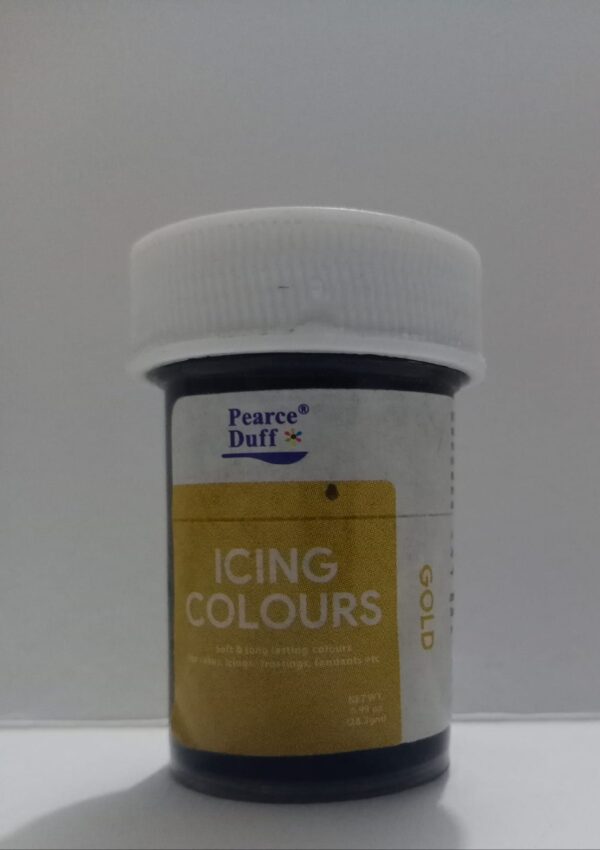 Pearce®
Duff
ICING
COLOURS
Soft & long lasting colours
for cakes, icings, frostings, fondants etc
NET WT.
GOLD